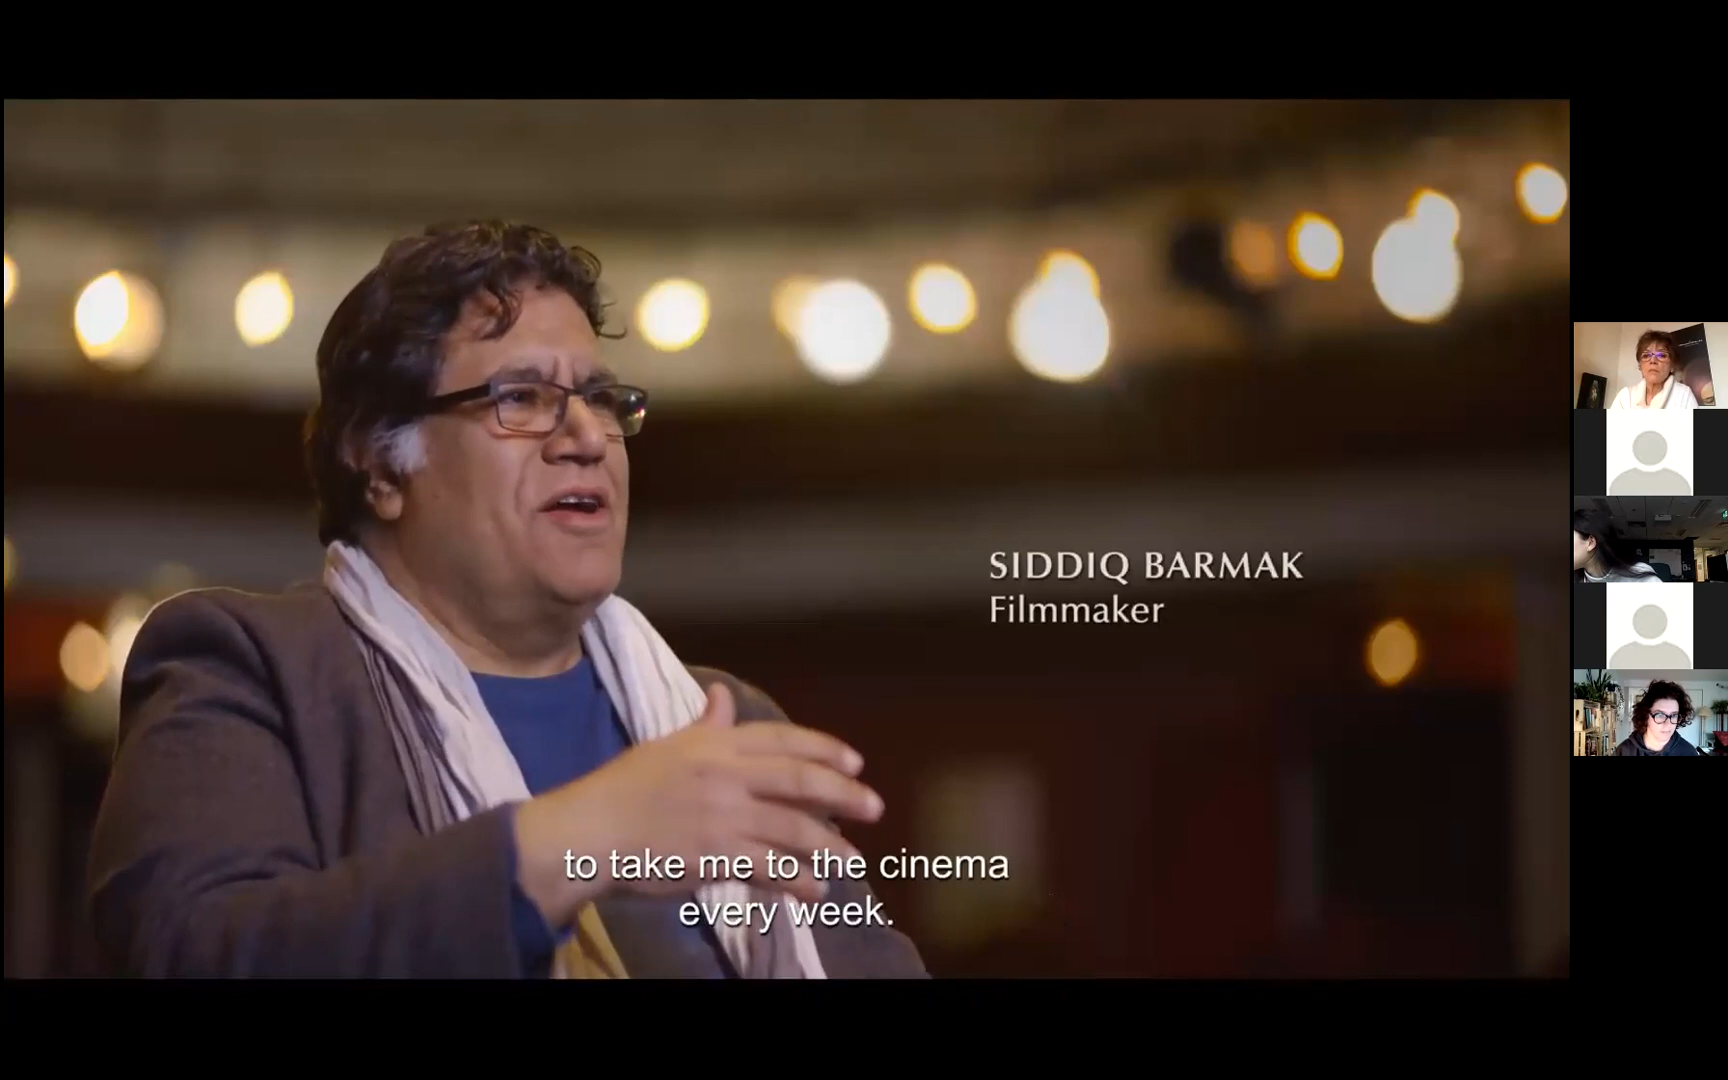 SIDDIQ BARMAK
Filmmaker
to take me to the cinema
every week.